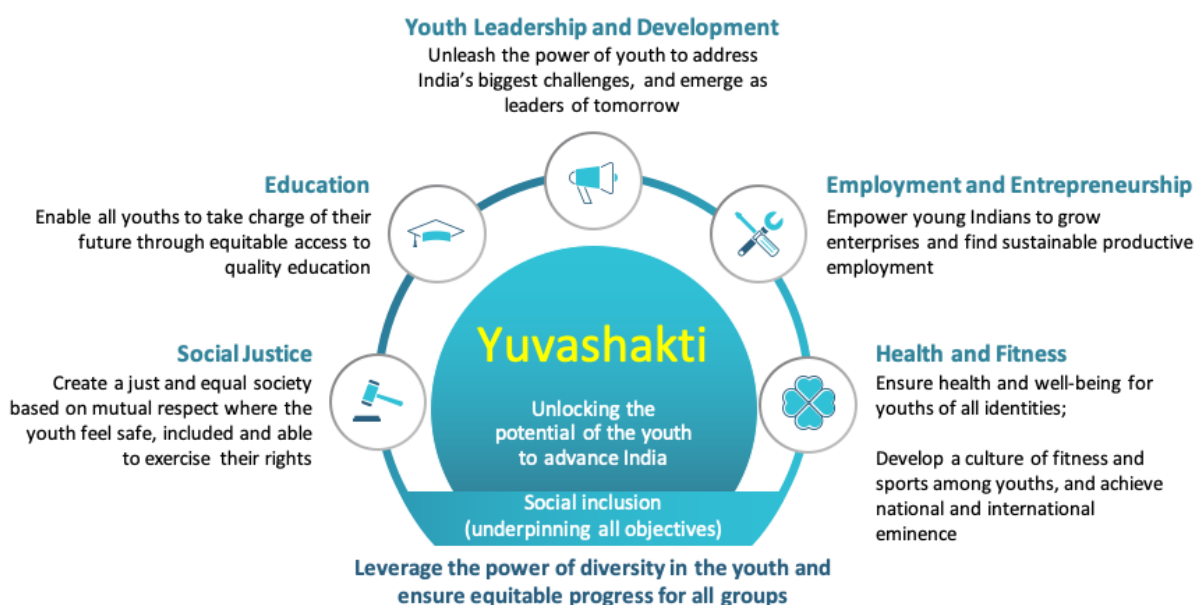 Youth Leadership and Development
Unleash the power of youth to address
India's biggest challenges, and emerge as
leaders of tomorrow
Education
Enable all youths to take charge of their
future through equitable access to
quality education
Employment and Entrepreneurship
Empower young Indians to grow
enterprises and find sustainable productive
employment
Social Justice
Create a just and equal society
based on mutual respect where the
youth feel safe, included and able
to exercise their rights
Yuvashakti
Unlocking the
potential of the youth
to advance India
Health and Fitness
Ensure health and well-being for
youths of all identities;
Develop a culture of fitness and
sports among youths, and achieve
national and international
eminence
Social inclusion
(underpinning all objectives)
Leverage the power of diversity in the youth and
ensure equitable progress for all groups